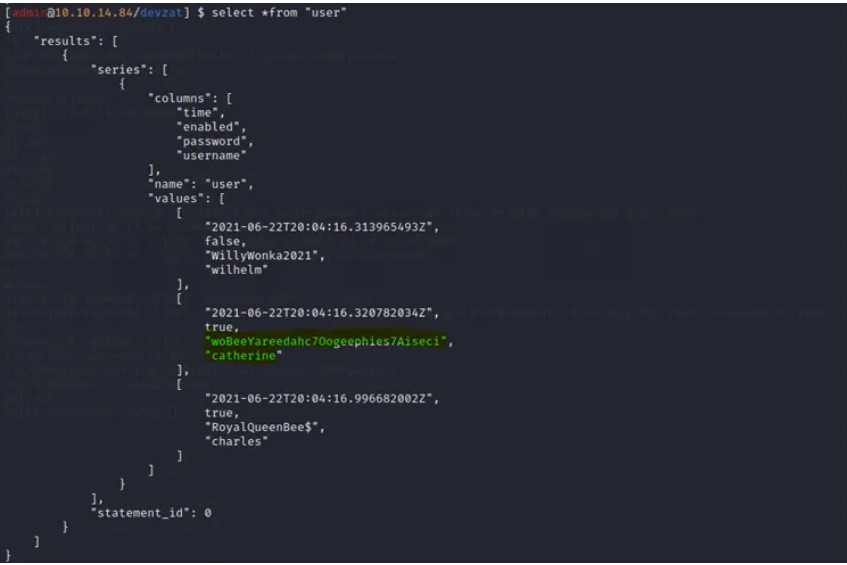 [admin@10.10.14.84/devzat] $ select *from "user"
{
    "results": [
        {
            "series": [
                {
                    "columns": [
                        "time",
                        "enabled",
                        "password",
                        "username"
                    ],
                    "name": "user",
                    "values": [
                        [
                            "2021-06-22T20:04:16.313965493Z",
                            false,
                            "WillyWonka2021",
                            "wilhelm"
                        ],
                        [
                            "2021-06-22T20:04:16.320782034Z",
                            true,
                            "woBeeYareedahc7Oogeephies7Aiseci",
                            "catherine"
                        ],
                        [
                            "2021-06-22T20:04:16.996682002Z",
                            true,
                            "RoyalQueenBee$",
                            "charles"
                        ]
                    ]
                }
            ],
            "statement_id": 0
        }
    ]
}